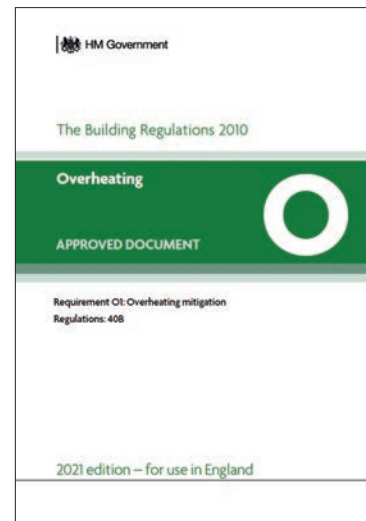 HM Government
The Building Regulations 2010
Overheating
O
APPROVED DOCUMENT
Requirement O1: Overheating mitigation
Regulations: 40B
2021 edition – for use in England